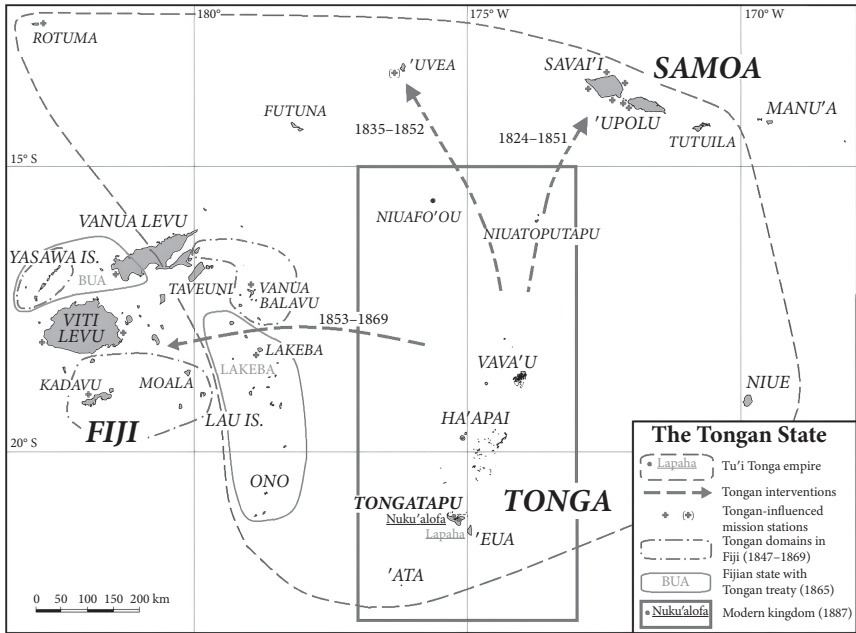 180°
175° W
170° W
ROTUMA
'UVEA
SAVAI'I
SAMOA
FUTUNA
1835–1852
1824–1851
'UPOLU
MANU'A
TUTUILA
15° S
NIUAFO'OU
VANUA LEVU
NIUATOPUTAPU
YASAWA IS.
BUA
TAVEUNI
VANUA
BALAVU
VITI
LEVU
1853–1869
LAKEBA
LAKEBA
VAVA'U
KADAVU
MOALA
NIUE
LAU IS.
HA'APAI
FIJI
20° S
ONO
TONGATAPU
TONGA
Nuku'alofa
Lapaha
'EUA
'ATA
0 50 100 150 200 km
The Tongan State
Lapaha
Tu'i Tonga empire
Tongan interventions
(+)
Tongan-influenced
mission stations
Tongan domains in
Fiji (1847–1869)
BUA
Fijian state with
Tongan treaty (1865)
Nuku'alofa
Modern kingdom (1887)